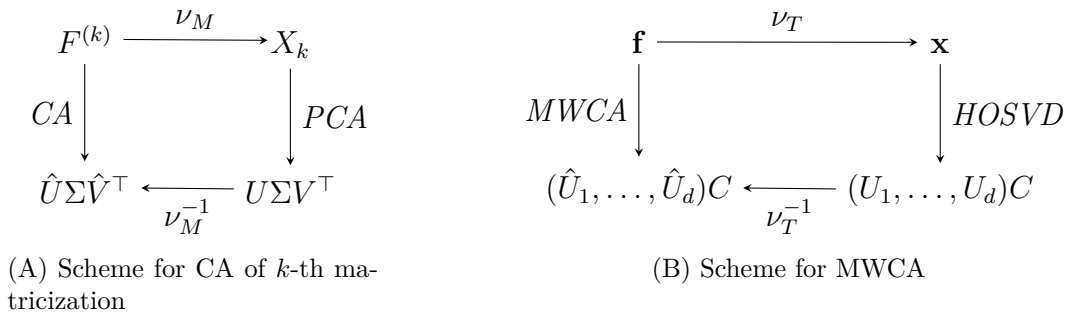 F^{(k)} ν_M X_k
CA PCA
ÛΣV̂^⊤ ν_M^{-1} UΣV^⊤
(A) Scheme for CA of k-th ma-
tricization
f ν_T x
MWCA HOSVD
(Û_1, . . . , Û_d)C ν_T^{-1} (U_1, . . . , U_d)C
(B) Scheme for MWCA